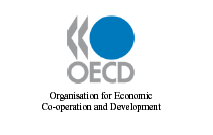 OECD
Organisation for Economic
Co-operation and Development